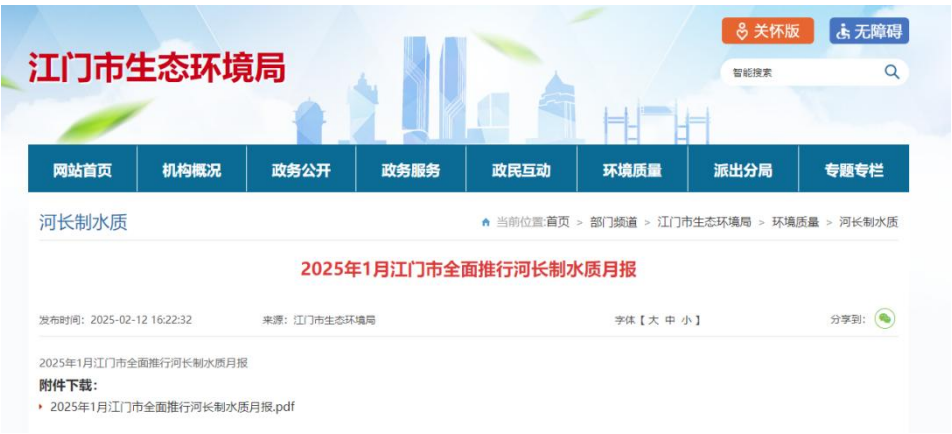 关怀版 无障碍
江门市生态环境局
智能搜索
网站首页 机构概况 政务公开 政务服务 政民互动 环境质量 派出分局 专题专栏
河长制水质 当前位置:首页 > 部门频道 > 江门市生态环境局 > 环境质量 > 河长制水质
2025年1月江门市全面推行河长制水质月报
发布时间：2025-02-12 16:22:32 来源：江门市生态环境局 字体【 大 中 小 】 分享到：
2025年1月江门市全面推行河长制水质月报
附件下载：
2025年1月江门市全面推行河长制水质月报.pdf